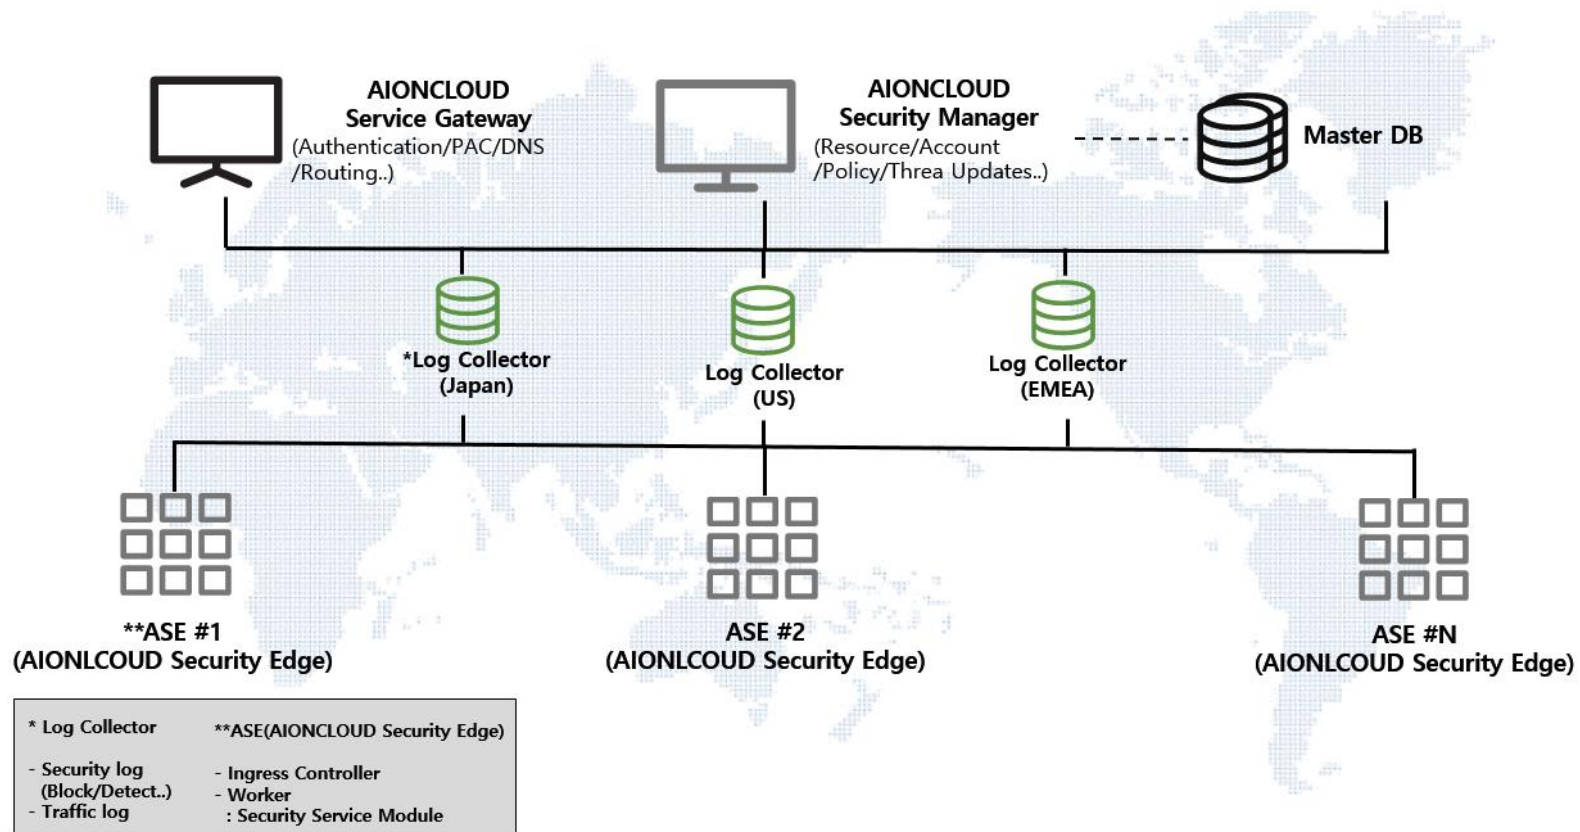 AIONCLOUD
Service Gateway
(Authentication/PAC/DNS
/Routing..)
AIONCLOUD
Security Manager
(Resource/Account
/Policy/Threa Updates..)
Master DB
*Log Collector
(Japan)
Log Collector
(US)
Log Collector
(EMEA)
**ASE #1
(AIONLCOUD Security Edge)
ASE #2
(AIONLCOUD Security Edge)
ASE #N
(AIONLCOUD Security Edge)
* Log Collector
- Security log
(Block/Detect..)
- Traffic log
**ASE(AIONCLOUD Security Edge)
- Ingress Controller
- Worker
: Security Service Module